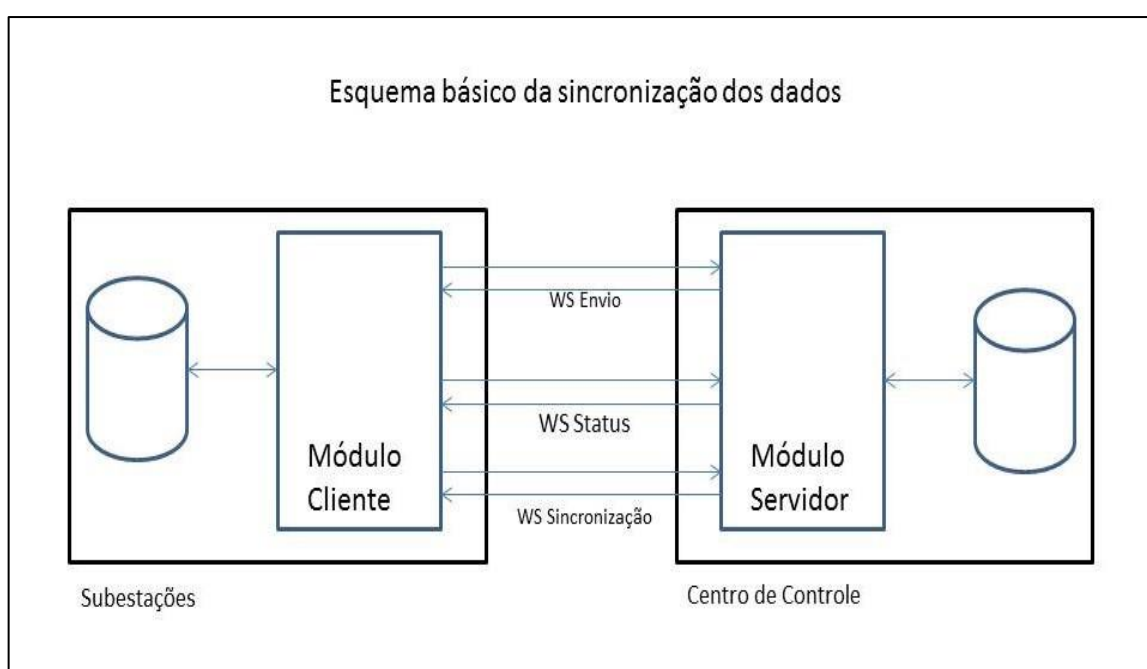 Esquema básico da sincronização dos dados
WS Envio
WS Status
Módulo
Cliente
Módulo
Servidor
WS Sincronização
Subestações
Centro de Controle